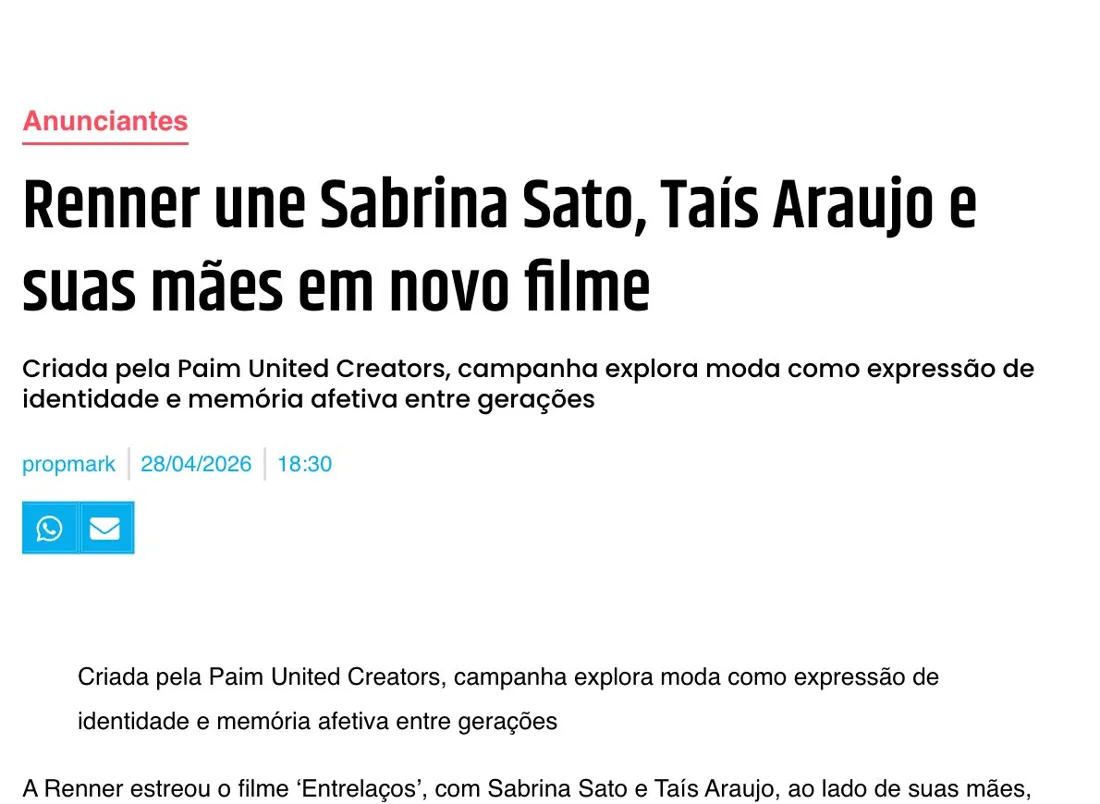 Anunciantes
Renner une Sabrina Sato, Taís Araujo e
suas mães em novo filme
Criada pela Paim United Creators, campanha explora moda como expressão de
identidade e memória afetiva entre gerações
propmark 28/04/2026 18:30
Criada pela Paim United Creators, campanha explora moda como expressão de
identidade e memória afetiva entre gerações
A Renner estreou o filme ‘Entrelaços’, com Sabrina Sato e Taís Araujo, ao lado de suas mães,